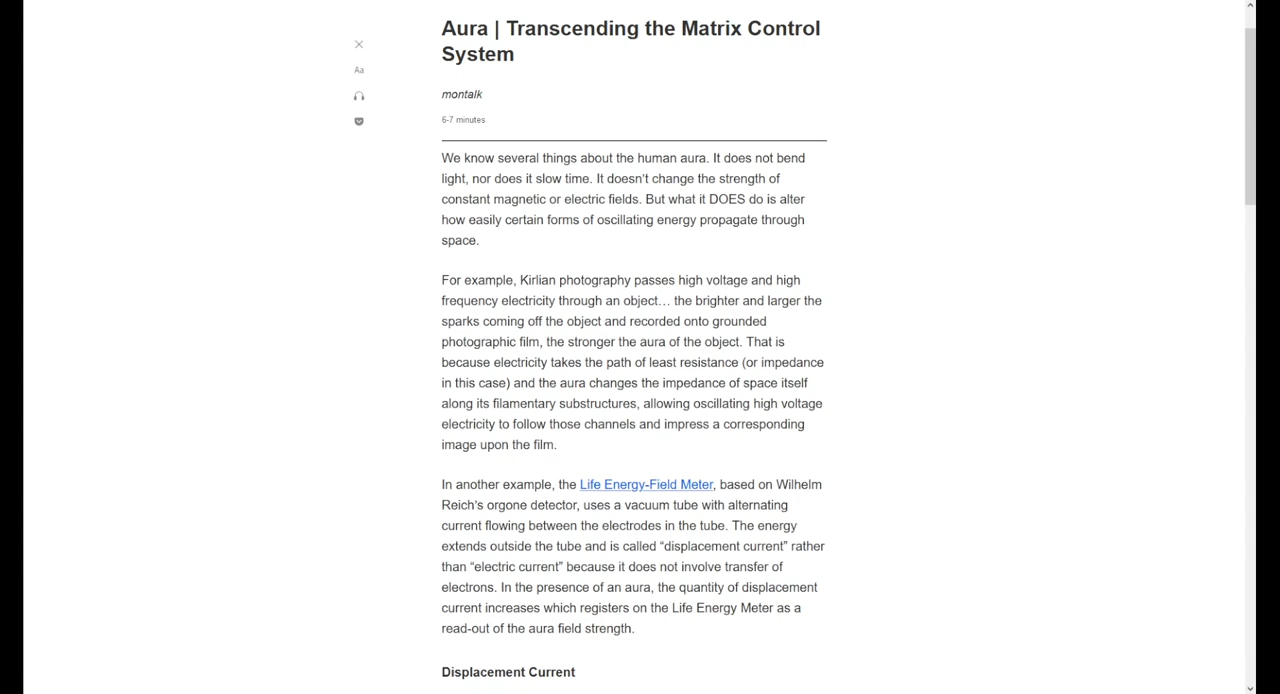 Aura | Transcending the Matrix Control
System
Aa
montalk
6-7 minutes
We know several things about the human aura. It does not bend
light, nor does it slow time. It doesn't change the strength of
constant magnetic or electric fields. But what it DOES do is alter
how easily certain forms of oscillating energy propagate through
space.
For example, Kirlian photography passes high voltage and high
frequency electricity through an object… the brighter and larger the
sparks coming off the object and recorded onto grounded
photographic film, the stronger the aura of the object. That is
because electricity takes the path of least resistance (or impedance
in this case) and the aura changes the impedance of space itself
along its filamentary substructures, allowing oscillating high voltage
electricity to follow those channels and impress a corresponding
image upon the film.
In another example, the Life Energy-Field Meter, based on Wilhelm
Reich's orgone detector, uses a vacuum tube with alternating
current flowing between the electrodes in the tube. The energy
extends outside the tube and is called “displacement current” rather
than “electric current” because it does not involve transfer of
electrons. In the presence of an aura, the quantity of displacement
current increases which registers on the Life Energy Meter as a
read-out of the aura field strength.
Displacement Current